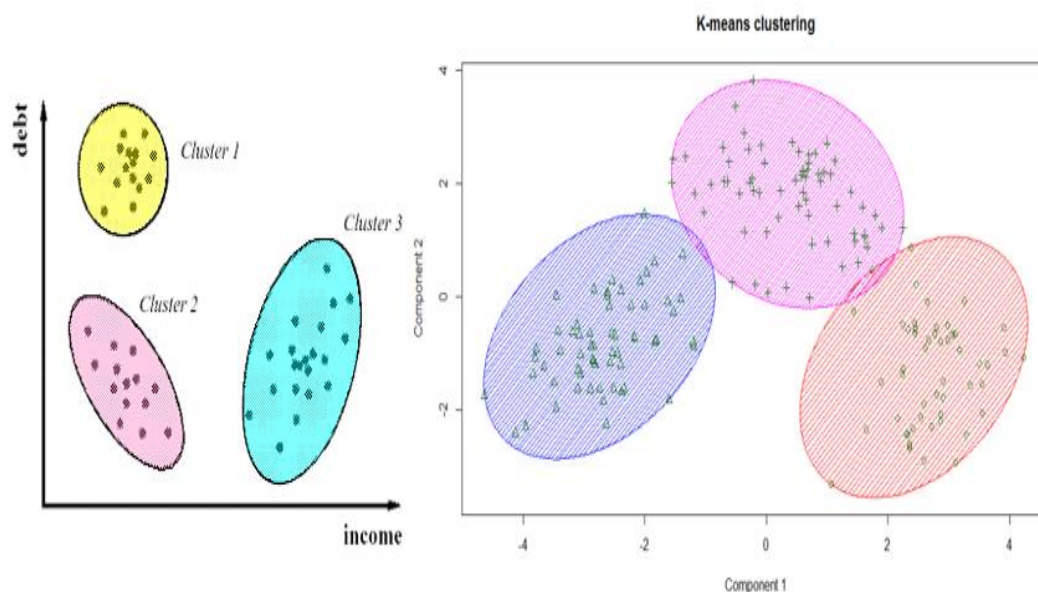 debt
Cluster 1
Cluster 2
Cluster 3
income
K-means clustering
Component 2
4
2
0
-2
-4
-2
0
2
4
Component 1